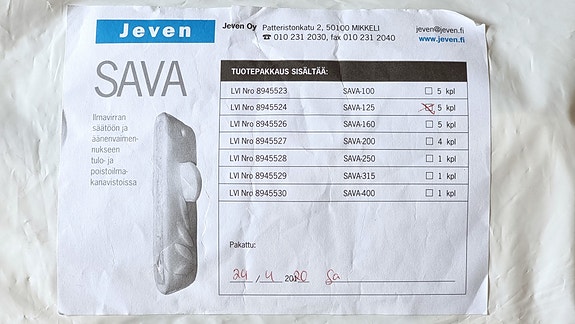 Jeven
Jeven Oy Patteristonkatu 2, 50100 MIKKELI
☎ 010 231 2030, fax 010 231 2040
jeven@jeven.fi
www.jeven.fi
SAVA
Ilmavirran
säätöön ja
äänenvaimen-
nukseen
tulo- ja
poistoilma-
kanavistoissa
TUOTEPAKKAUS SISÄLTÄÄ:
LVI Nro 8945523 SAVA-100 ☐ 5 kpl
LVI Nro 8945524 SAVA-125 ☒ 5 kpl
LVI Nro 8945526 SAVA-160 ☐ 5 kpl
LVI Nro 8945527 SAVA-200 ☐ 4 kpl
LVI Nro 8945528 SAVA-250 ☐ 1 kpl
LVI Nro 8945529 SAVA-315 ☐ 1 kpl
LVI Nro 8945530 SAVA-400 ☐ 1 kpl
Pakattu:
24 / 4 2020